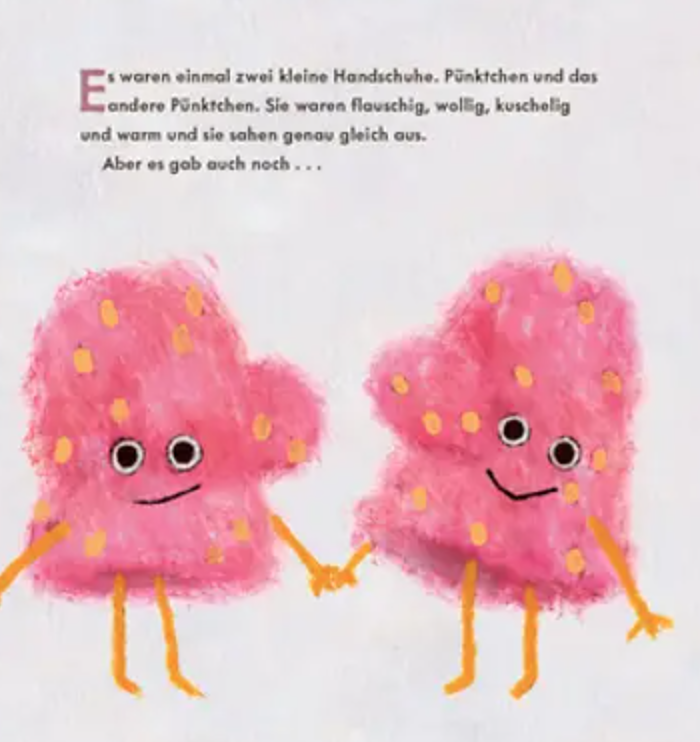 Es waren einmal zwei kleine Handschuhe. Pünktchen und das
andere Pünktchen. Sie waren flauschig, wollig, kuschelig
und warm und sie sahen genau gleich aus.
Aber es gab auch noch . . .